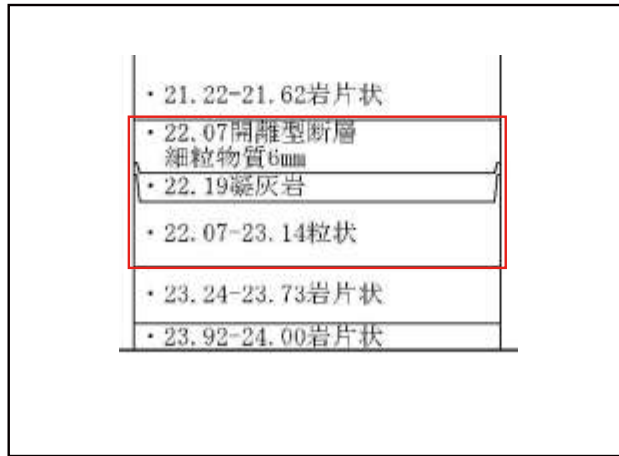 ・21.22-21.62岩片状
・22.07開離型断層
細粒物質6㎜
・22.19凝灰岩
・22.07-23.14粒状
・23.24-23.73岩片状
・23.92-24.00岩片状